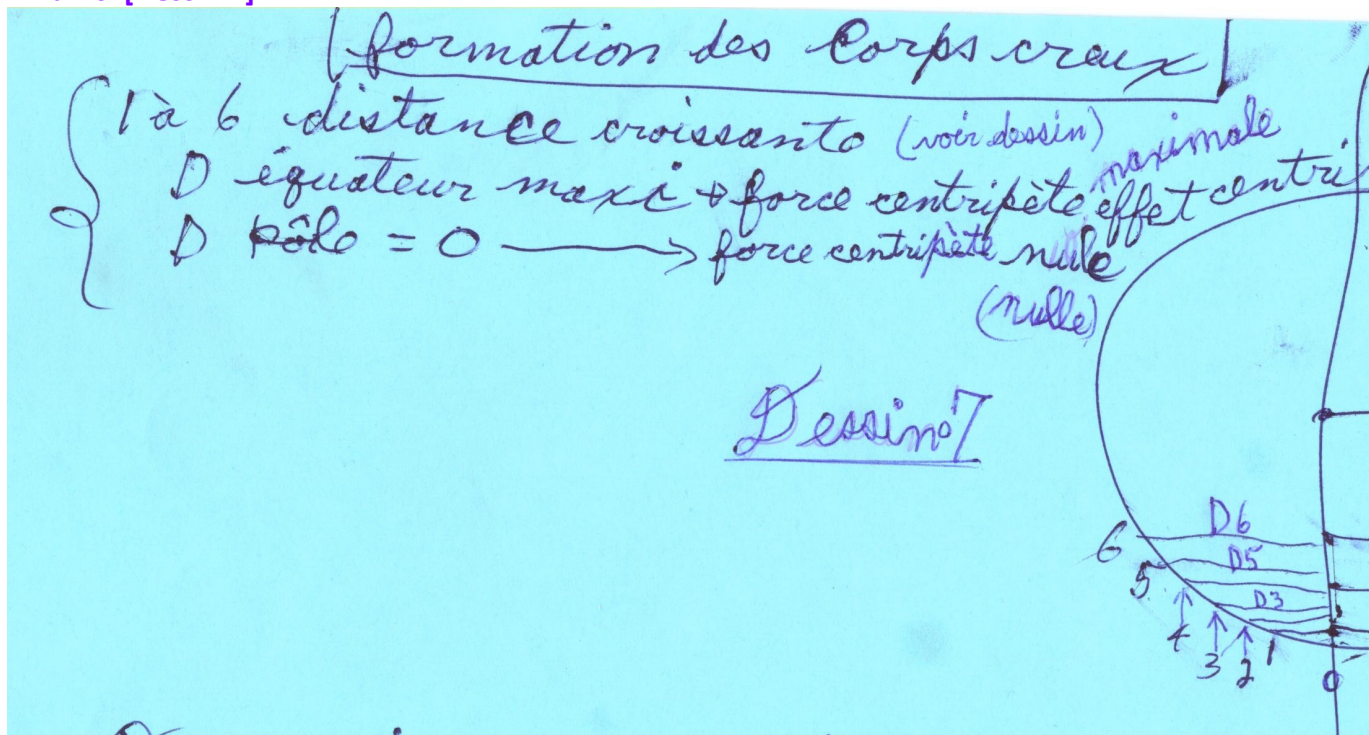 formation des Corps creux
1 à 6 distance croissante (voir dessin)
maximale
D équateur maxi force centripète effet centri
D Pôle = 0 force centripète nule
(nulle)
Dessin n° 7
D6
6
D5
5
D3
4
3
2
1
0